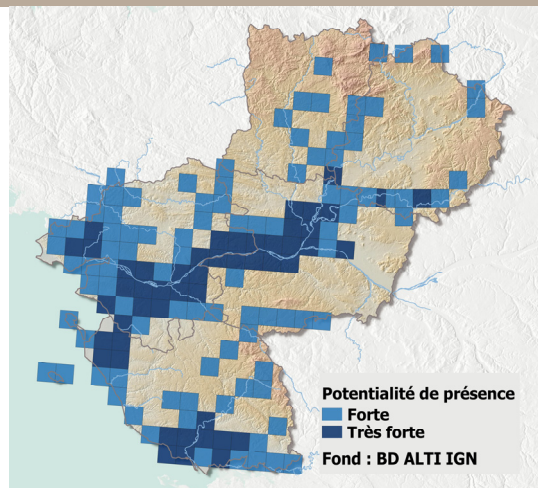 Potentialité de présence
Forte
Très forte
Fond : BD ALTI IGN